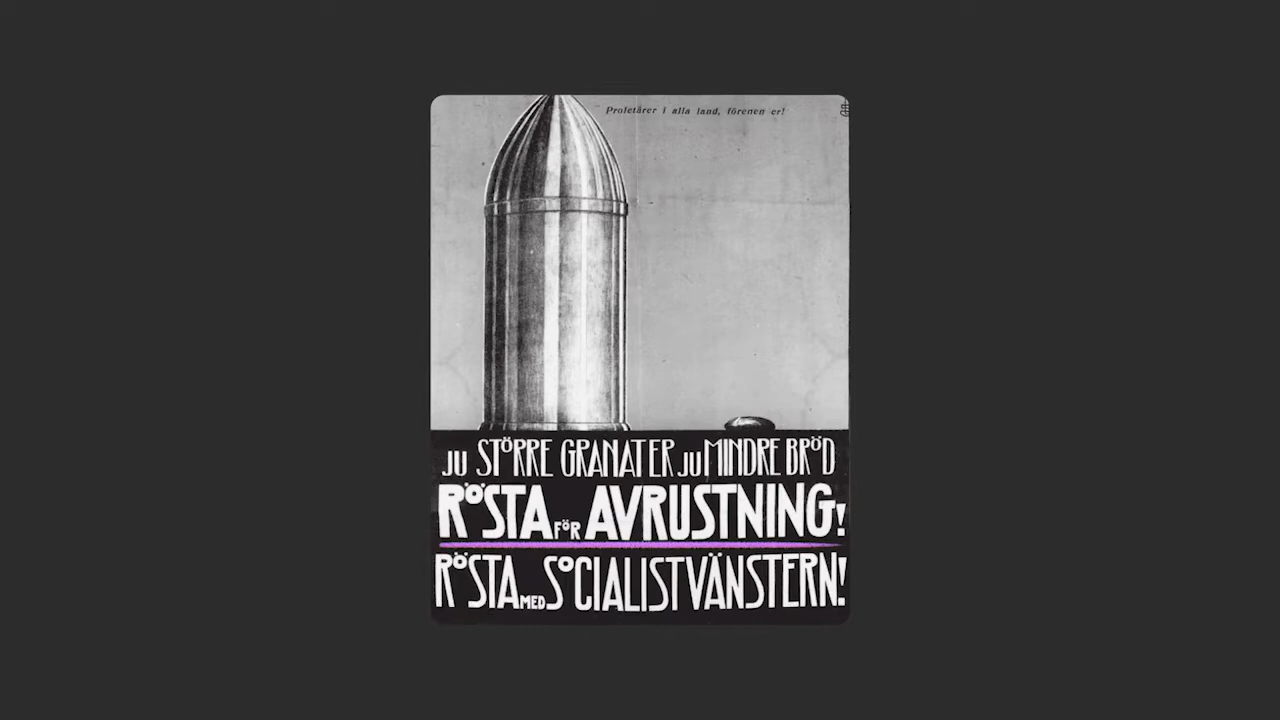 Proletärer i alla land, förenen er!
JU STÖRRE GRANATER JU MINDRE BRÖD
RÖSTA FÖR AVRUSTNING!
RÖSTA MED SOCIALISTVÄNSTERN!